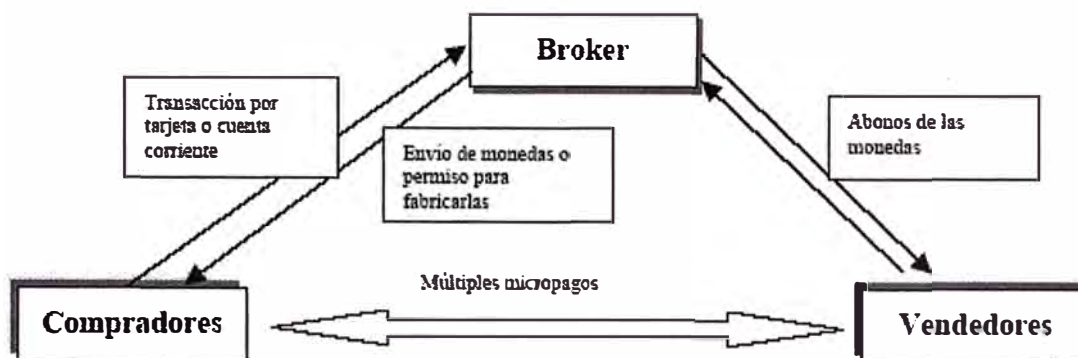 Broker
Transacción por
tarjeta o cuenta
corriente
Envío de monedas o
permiso para
fabricarlas
Abonos de las
monedas
Múltiples micropagos
Compradores
Vendedores